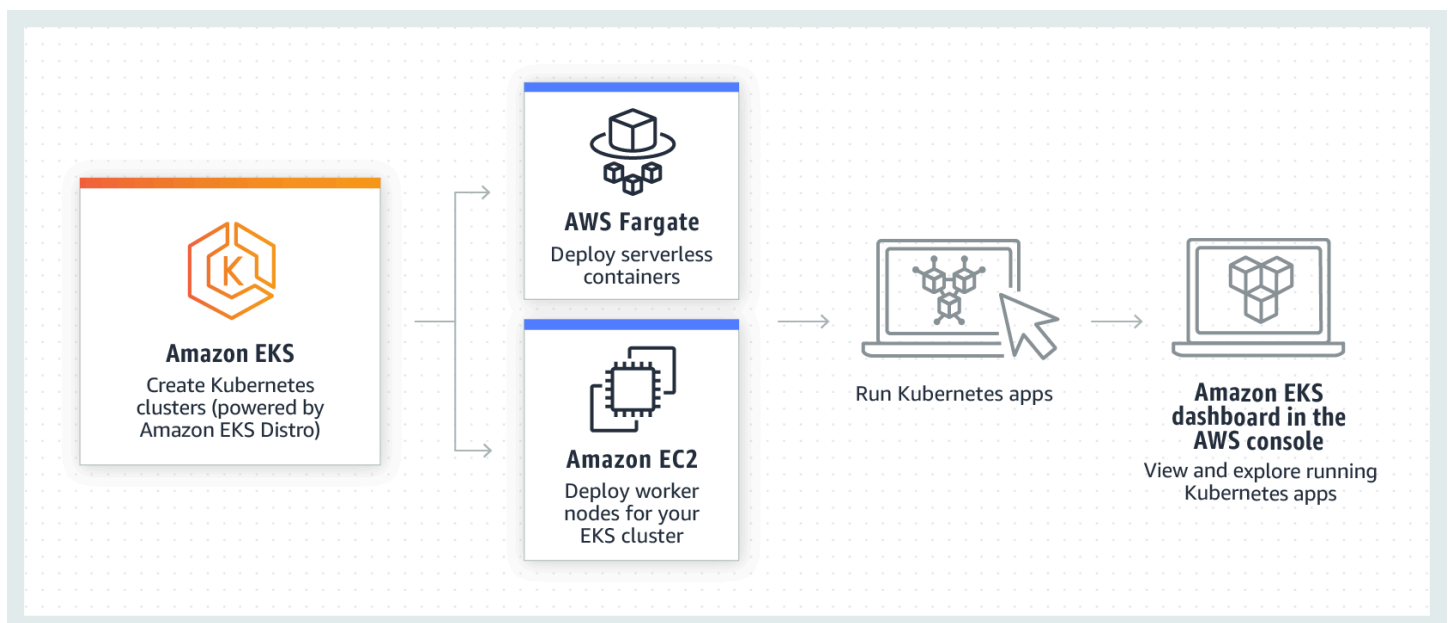 K
Amazon EKS
Create Kubernetes
clusters (powered by
Amazon EKS Distro)
AWS Fargate
Deploy serverless
containers
Amazon EC2
Deploy worker
nodes for your
EKS cluster
Run Kubernetes apps
Amazon EKS
dashboard in the
AWS console
View and explore running
Kubernetes apps